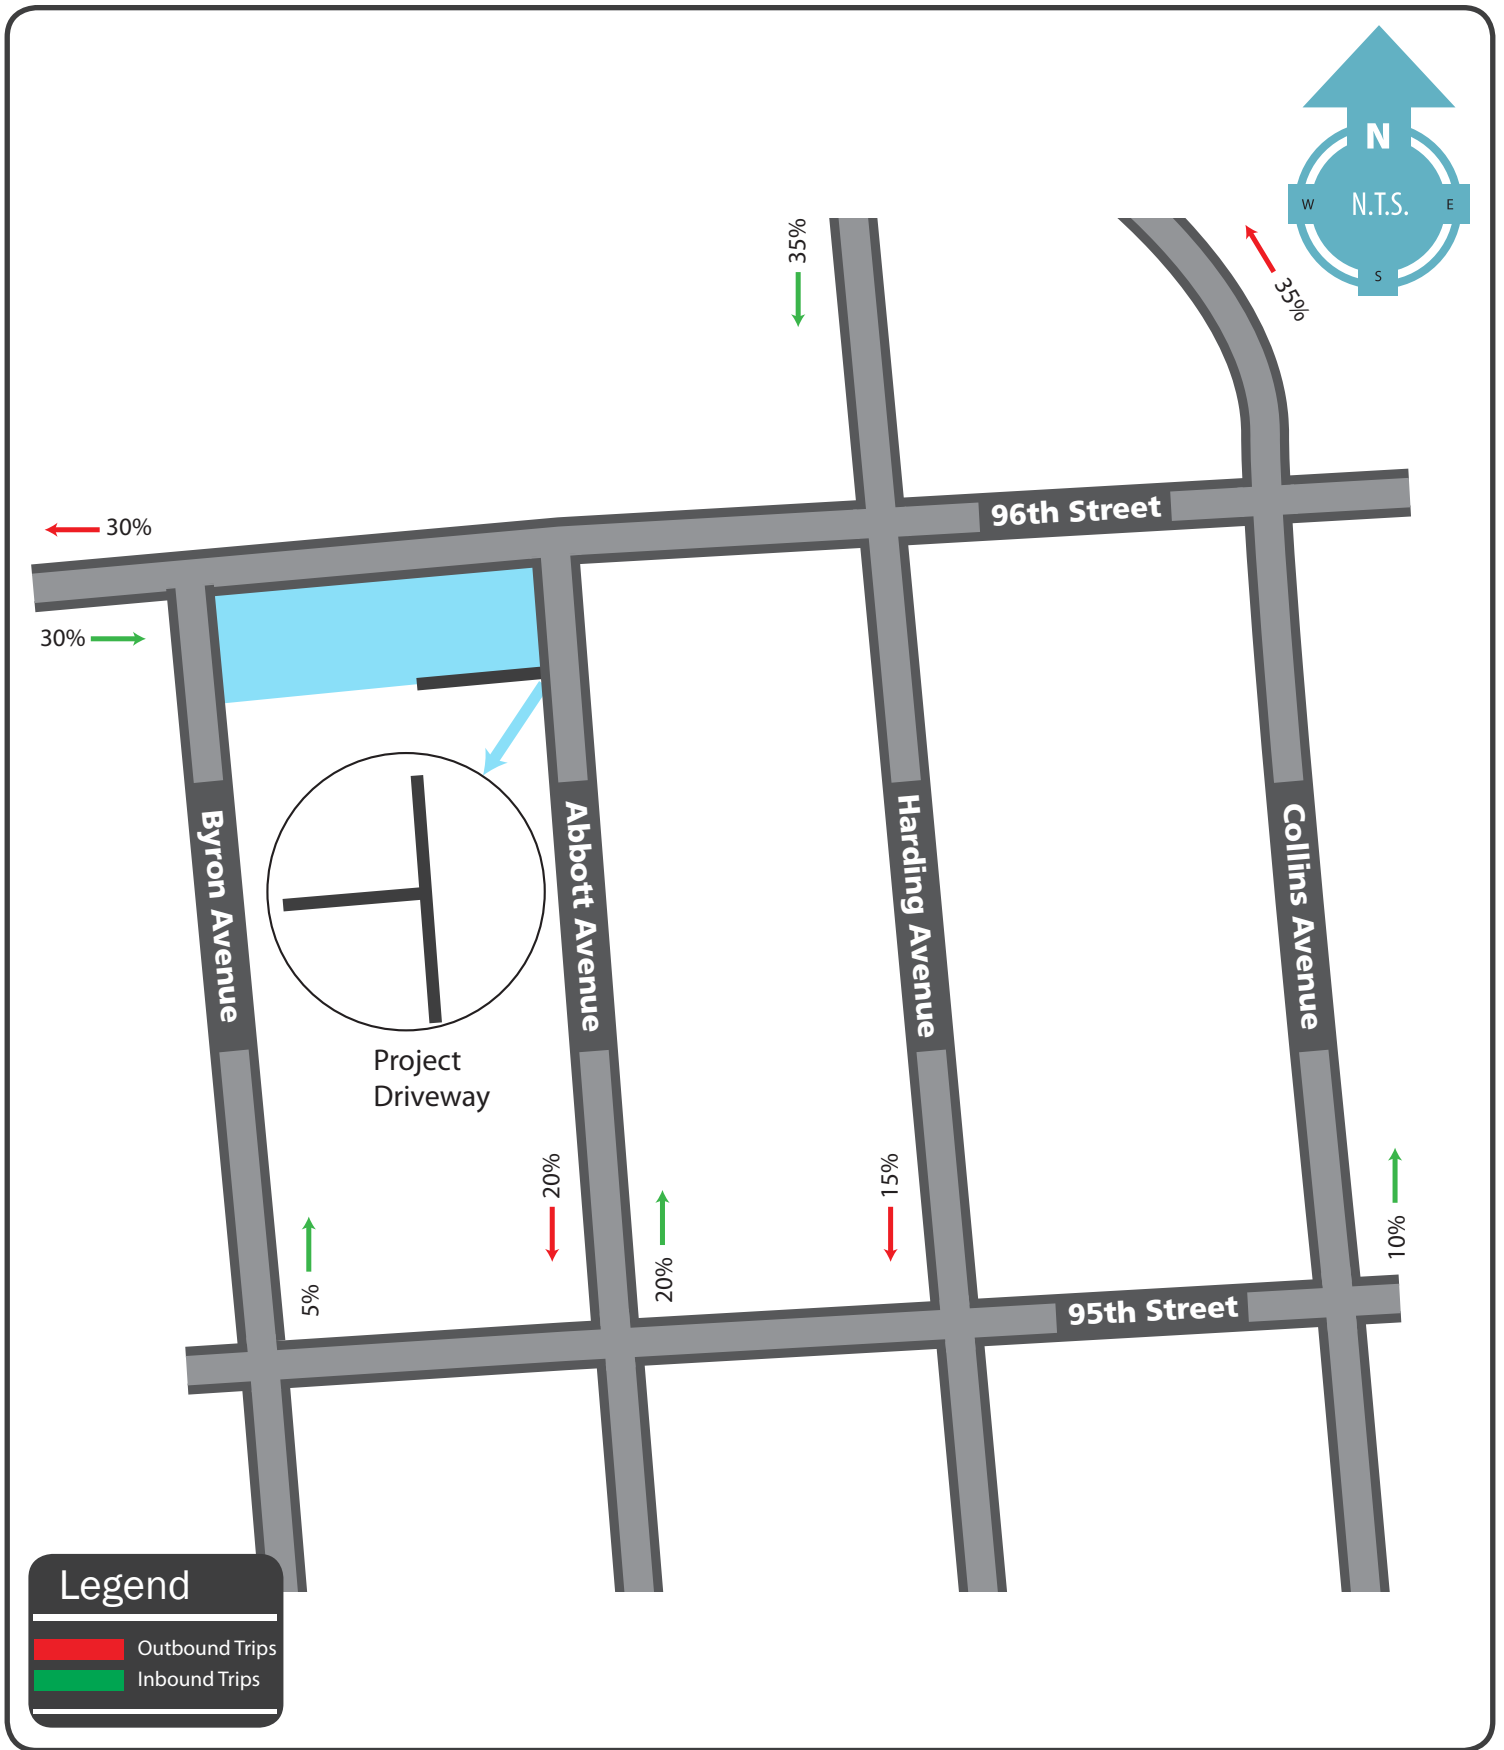 N
W
N.T.S.
E
S
35%
35%
96th Street
30%
30%
Byron Avenue
Abbott Avenue
Harding Avenue
Collins Avenue
Project
Driveway
5%
20%
20%
15%
10%
95th Street
Legend
Outbound Trips
Inbound Trips